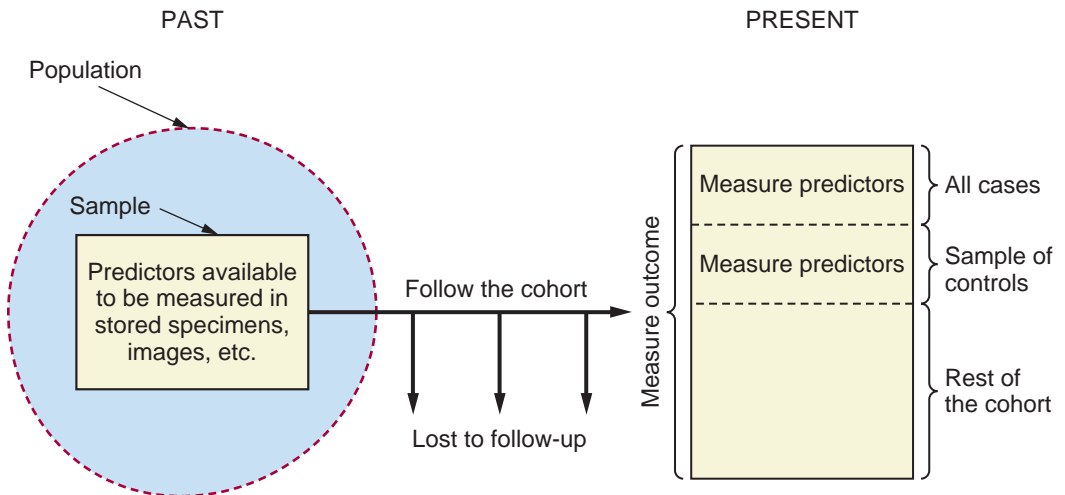 PAST
PRESENT
Population
Sample
Predictors available
to be measured in
stored specimens,
images, etc.
Follow the cohort
Lost to follow-up
Measure outcome
Measure predictors
All cases
Measure predictors
Sample of
controls
Rest of
the cohort